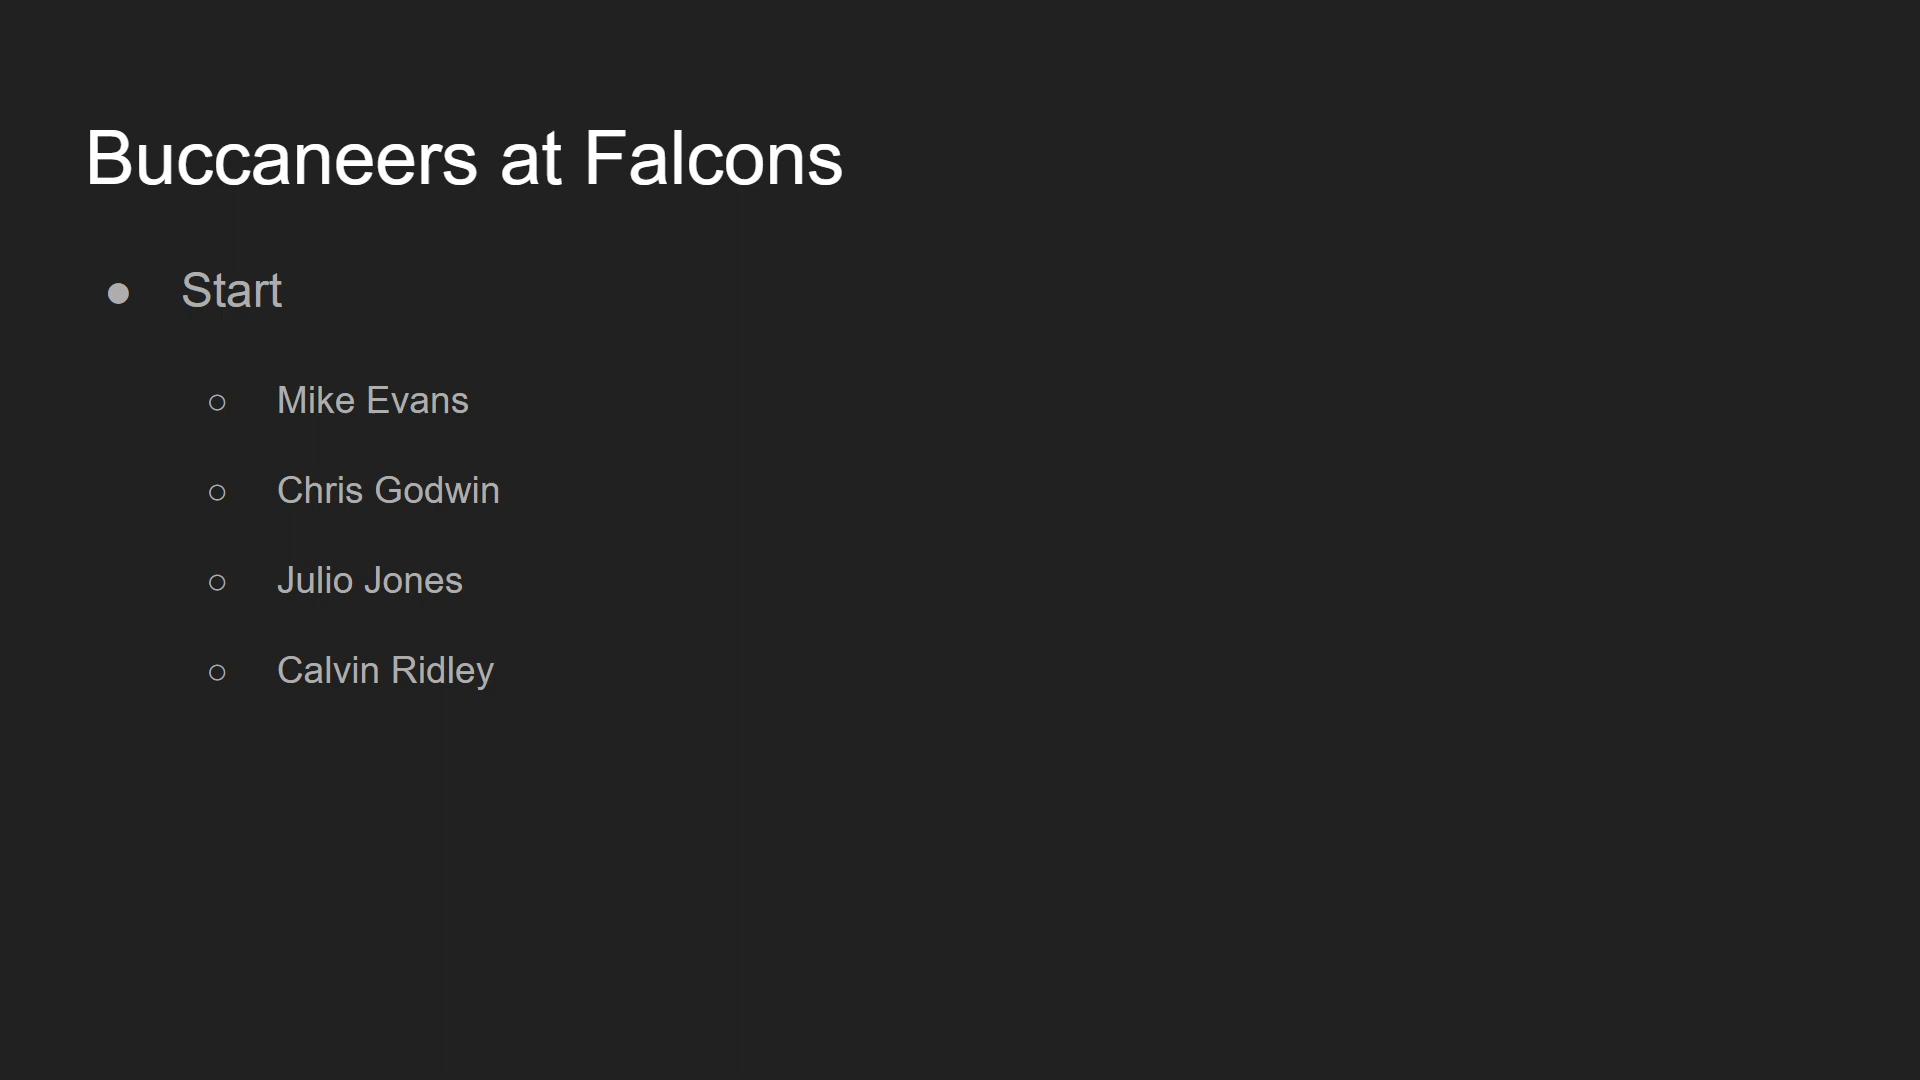 Buccaneers at Falcons
● Start
○ Mike Evans
○ Chris Godwin
○ Julio Jones
○ Calvin Ridley